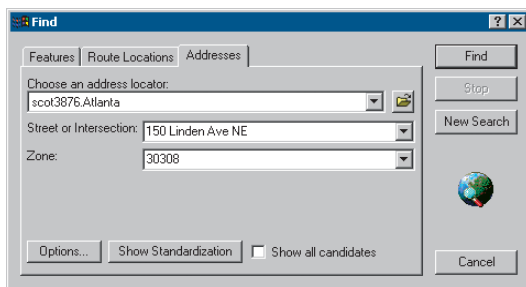 Find
Features Route Locations Addresses
Choose an address locator:
scot3876.Atlanta
Street or Intersection: 150 Linden Ave NE
Zone: 30308
Options... Show Standardization Show all candidates
Find
Stop
New Search
Cancel